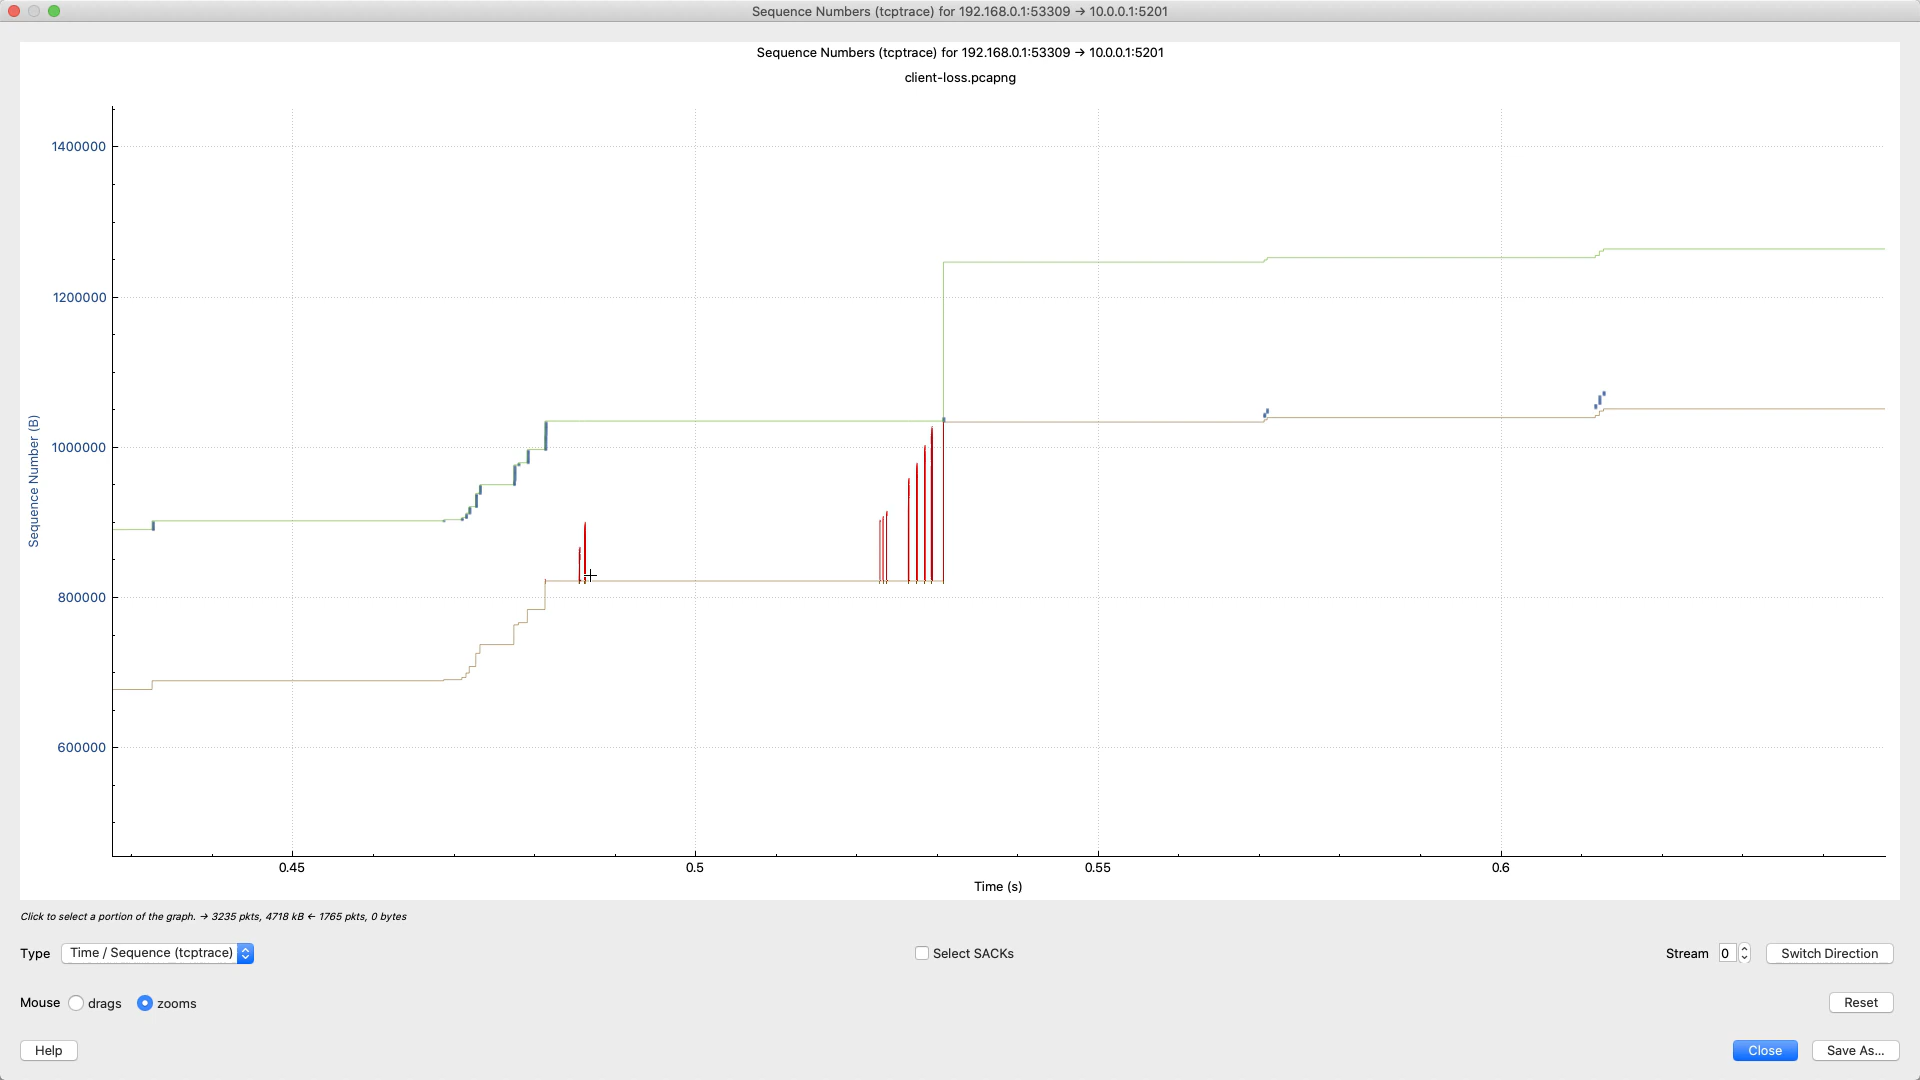 Sequence Numbers (tcptrace) for 192.168.0.1:53309 → 10.0.0.1:5201
Sequence Numbers (tcptrace) for 192.168.0.1:53309 → 10.0.0.1:5201
client-loss.pcapng
1400000
1200000
1000000
800000
600000
Sequence Number (B)
0.45 0.5 0.55 0.6
Time (s)
Click to select a portion of the graph. → 3235 pkts, 4718 kB ← 1765 pkts, 0 bytes
Type Time / Sequence (tcptrace) Select SACKs Stream 0 Switch Direction
Mouse drags zooms Reset
Help Close Save As...